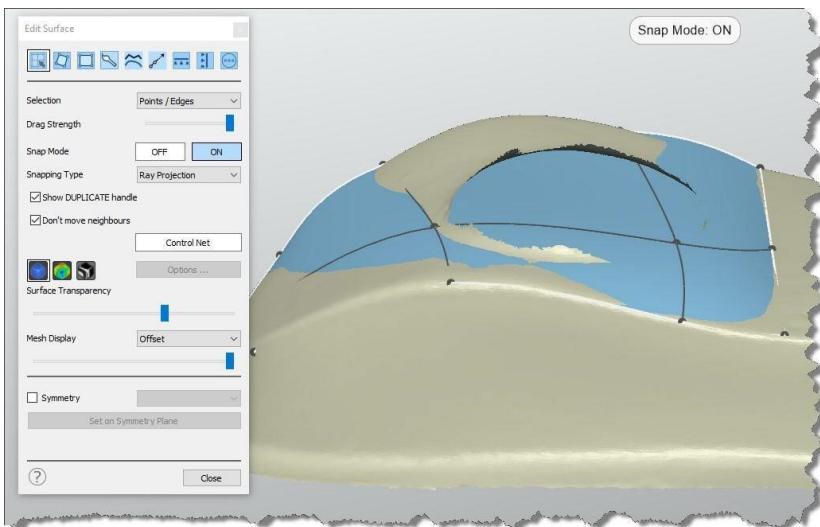 Edit Surface
Snap Mode: ON
Selection Points / Edges
Drag Strength
Snap Mode OFF ON
Snapping Type Ray Projection
Show DUPLICATE handle
Don't move neighbours
Control Net
Options ...
Surface Transparency
Mesh Display Offset
Symmetry
Set on Symmetry Plane
? Close